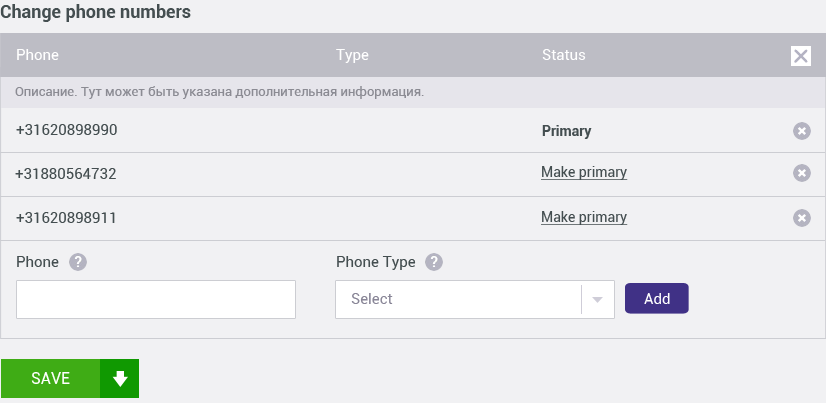 Change phone numbers
Phone Type Status
Описание. Тут может быть указана дополнительная информация.
+31620898990 Primary
+31880564732 Make primary
+31620898911 Make primary
Phone ? Phone Type ?
Select Add
SAVE